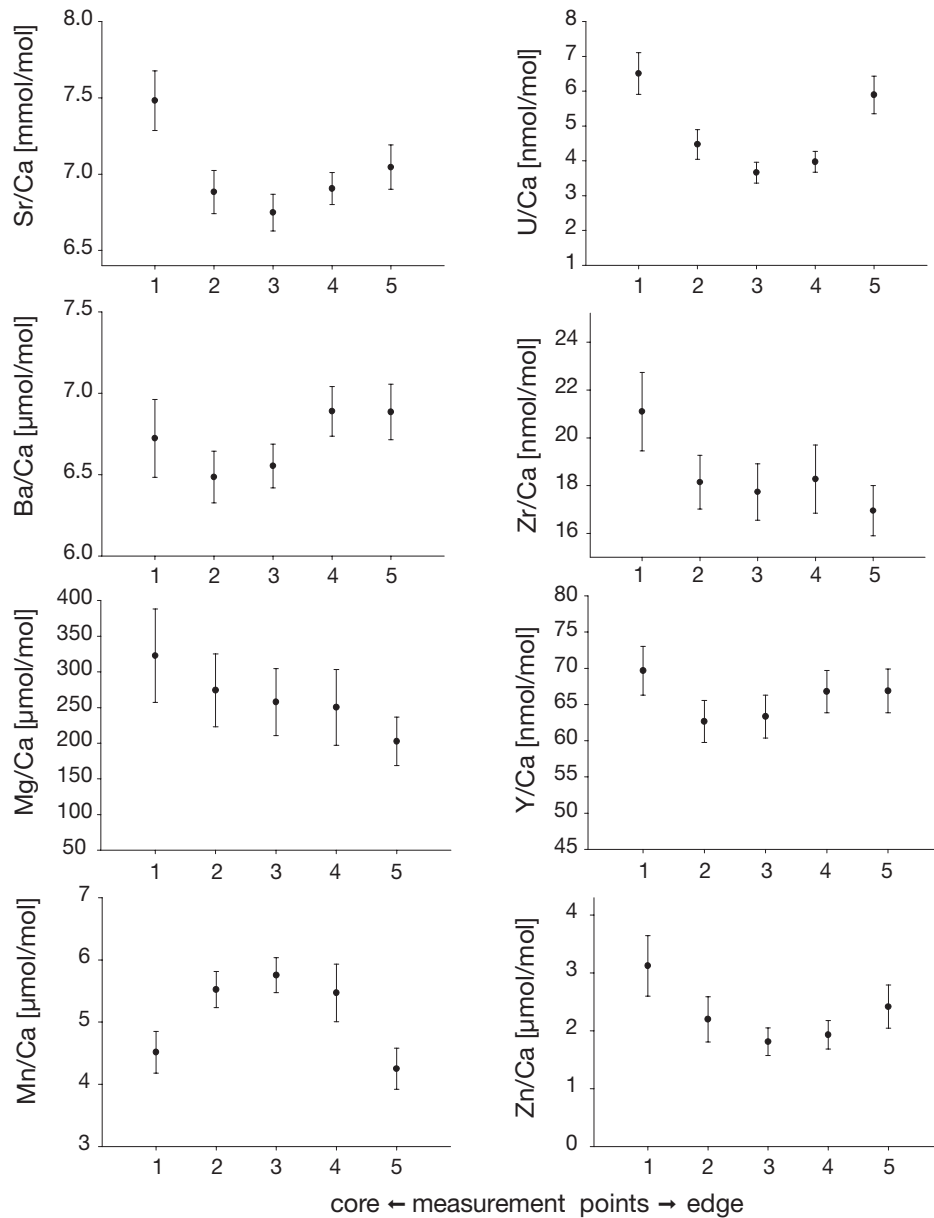 Sr/Ca [mmol/mol]
8.0
7.5
7.0
6.5
1 2 3 4 5
U/Ca [nmol/mol]
8
7
6
5
4
3
2
1
1 2 3 4 5
Ba/Ca [µmol/mol]
7.5
7.0
6.5
6.0
1 2 3 4 5
Zr/Ca [nmol/mol]
24
22
20
18
16
1 2 3 4 5
Mg/Ca [µmol/mol]
400
350
300
250
200
150
100
50
1 2 3 4 5
Y/Ca [nmol/mol]
80
75
70
65
60
55
50
45
1 2 3 4 5
Mn/Ca [µmol/mol]
7
6
5
4
3
1 2 3 4 5
Zn/Ca [µmol/mol]
4
3
2
1
0
1 2 3 4 5
core ← measurement points → edge